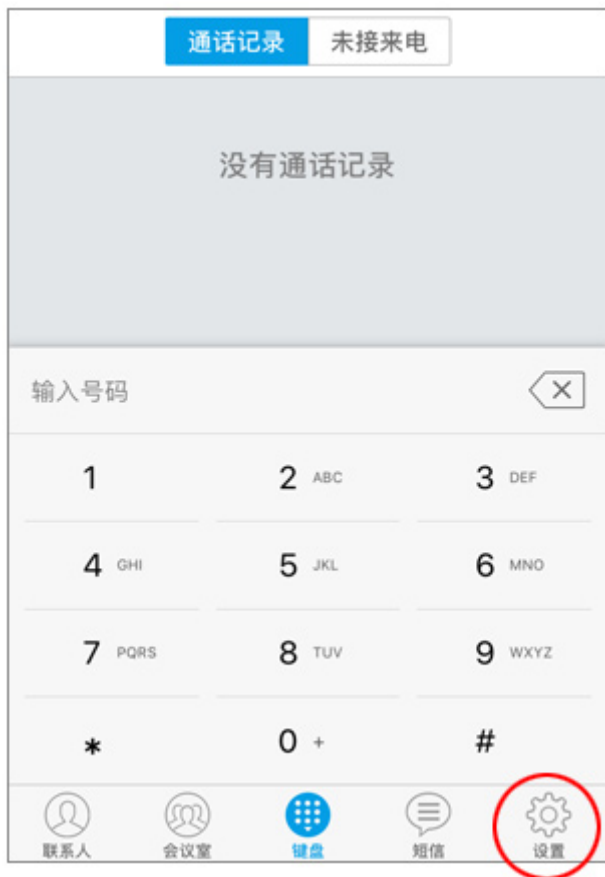 通话记录 未接来电
没有通话记录
输入号码
1 2 ABC 3 DEF
4 GHI 5 JKL 6 MNO
7 PQRS 8 TUV 9 WXYZ
* 0 + #
联系人 会议室 键盘 短信 设置